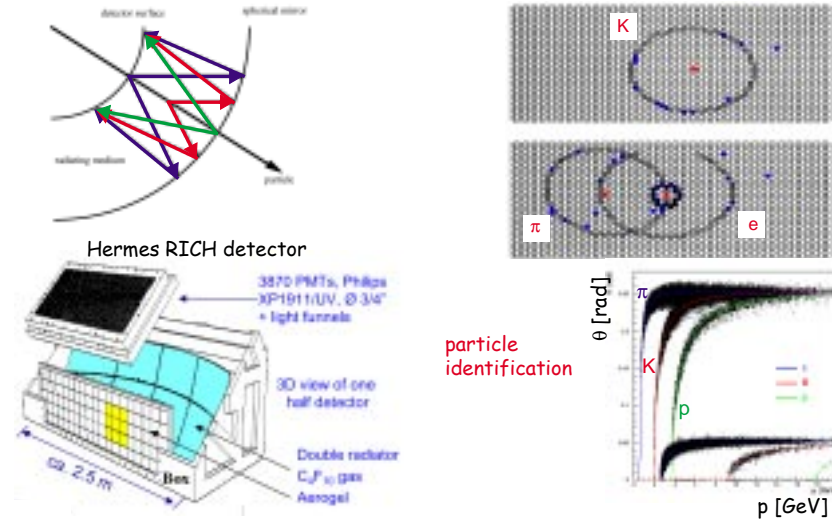 detector surface
spherical mirror
radiating medium
particle
Hermes RICH detector
3870 PMTs, Philips
XP1911/UV, Ø 3/4"
+ light funnels
3D view of one
half detector
Double radiator
C₄F₁₀ gas
Aerogel
Box
ca. 2.5 m
K
π
e
particle
identification
θ [rad]
π
K
p
p [GeV]